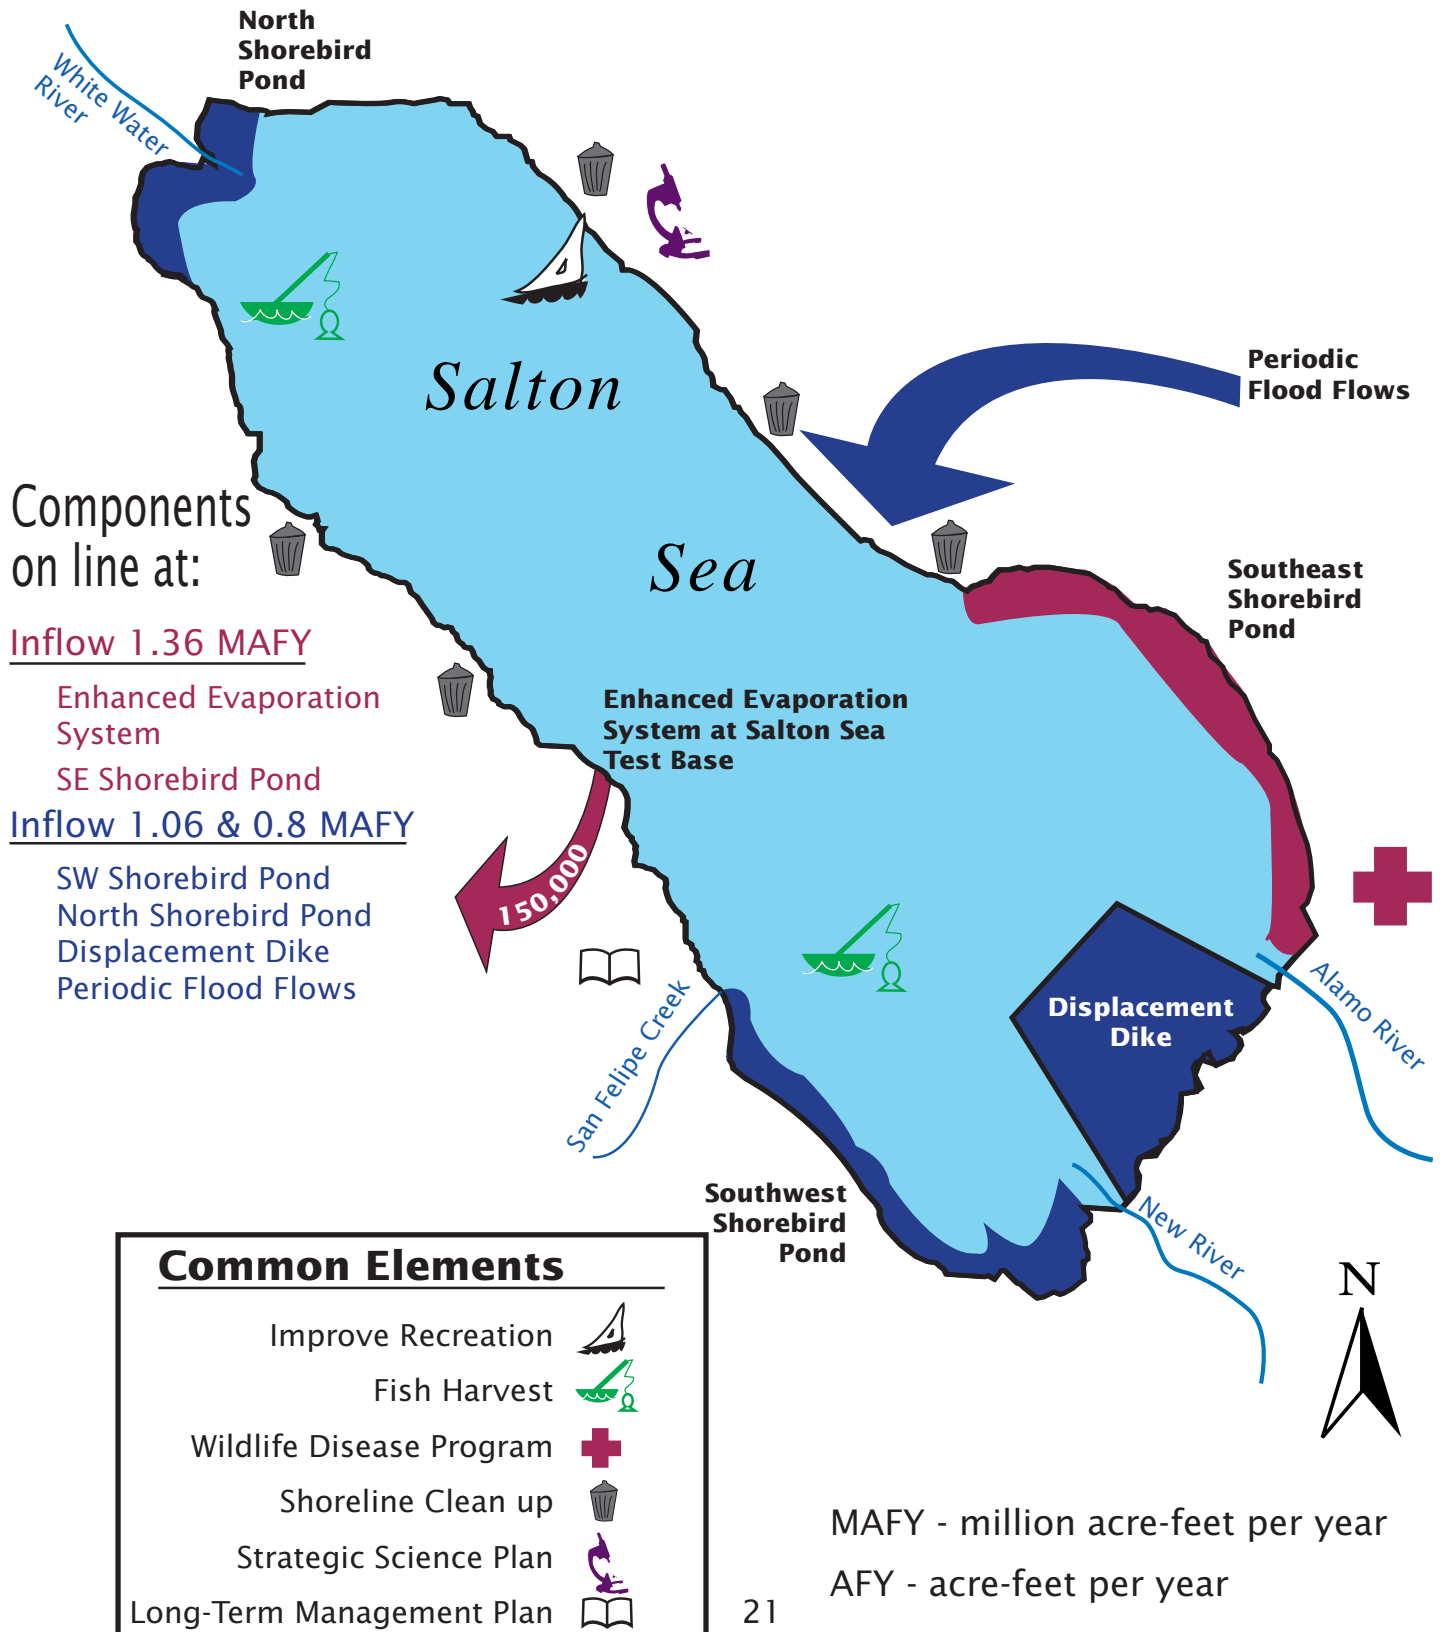 North
Shorebird
Pond
White Water
River
Salton
Sea
Periodic
Flood Flows
Components
on line at:
Inflow 1.36 MAFY
Enhanced Evaporation
System
SE Shorebird Pond
Inflow 1.06 & 0.8 MAFY
SW Shorebird Pond
North Shorebird Pond
Displacement Dike
Periodic Flood Flows
Southeast
Shorebird
Pond
Enhanced Evaporation
System at Salton Sea
Test Base
150,000
San Felipe Creek
Displacement
Dike
Alamo River
Southwest
Shorebird
Pond
New River
N
Common Elements
Improve Recreation
Fish Harvest
Wildlife Disease Program
Shoreline Clean up
Strategic Science Plan
Long-Term Management Plan
MAFY - million acre-feet per year
AFY - acre-feet per year
21